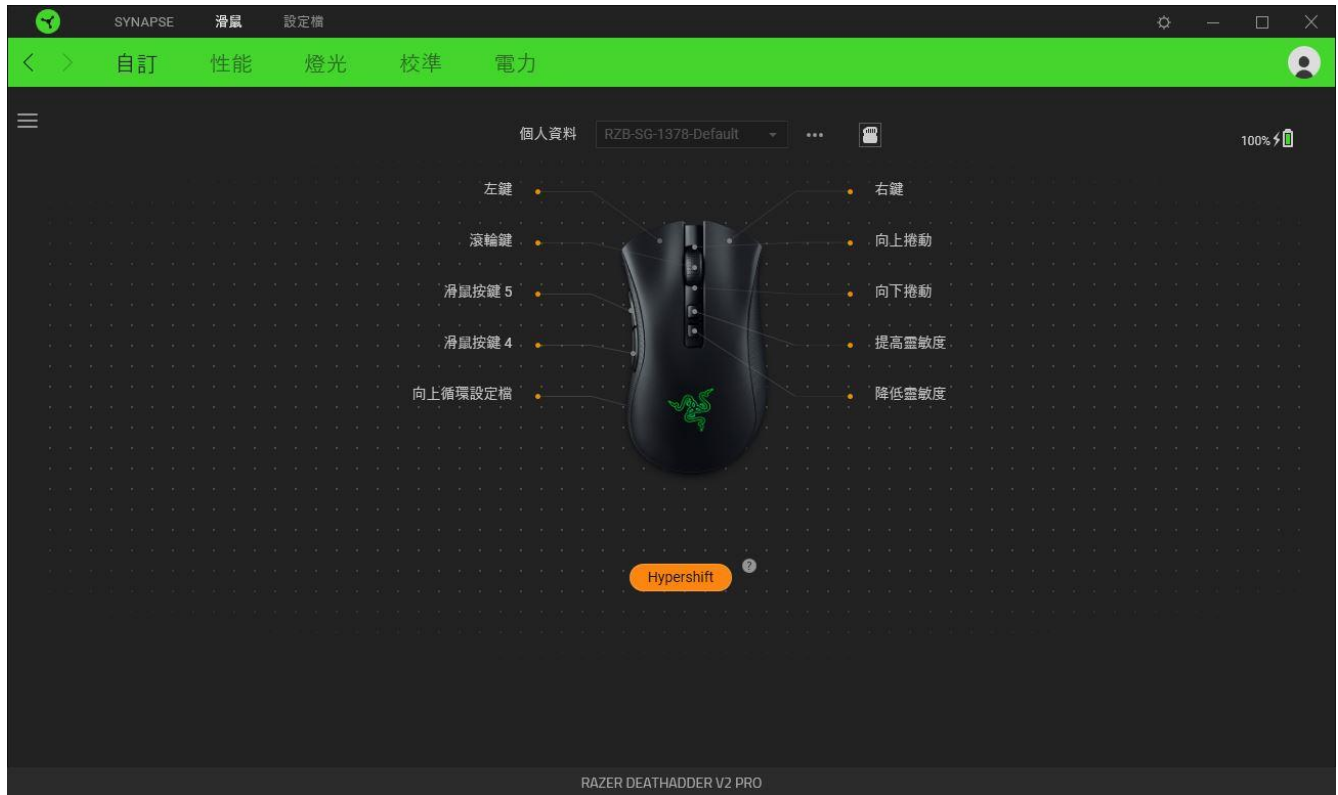 SYNAPSE 滑鼠 設定檔
自訂 性能 燈光 校準 電力
個人資料 RZB-SG-1378-Default
100%
左鍵 右鍵
滾輪鍵 向上捲動
滑鼠按鍵 5 向下捲動
滑鼠按鍵 4 提高靈敏度
向上循環設定檔 降低靈敏度
Hypershift ?
RAZER DEATHADDER V2 PRO